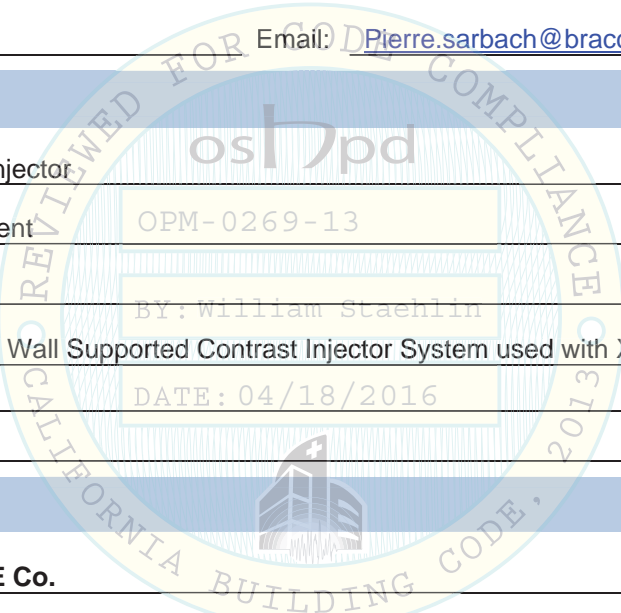 Email: Pierre.sarbach@bracc
REVIEWED FOR CODE COMPLIANCE
oshpd
njector
OPM-0269-13
ent
BY: William Staehlin
Wall Supported Contrast Injector System used with X
DATE: 04/18/2016
E Co.
CALIFORNIA BUILDING CODE, 2013